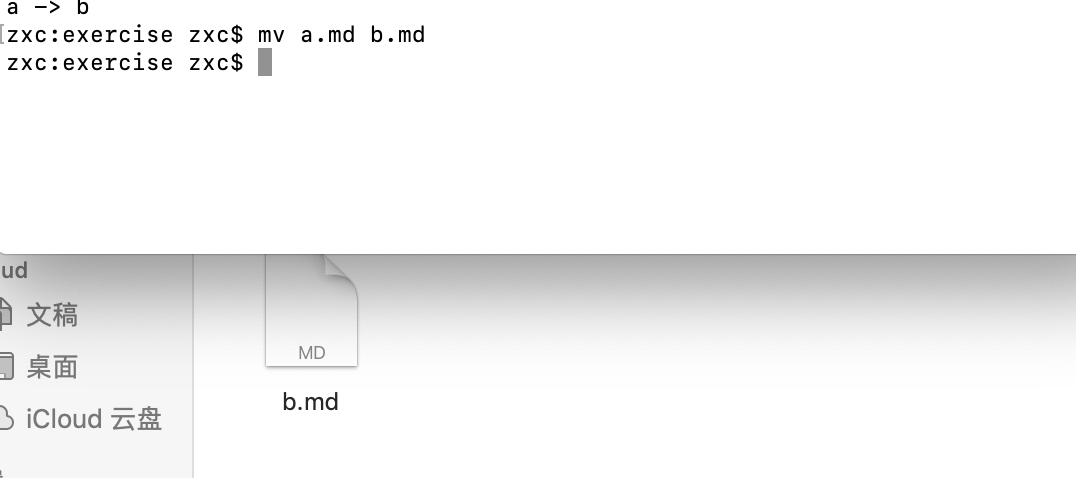 a -> b
[zxc:exercise zxc$ mv a.md b.md
zxc:exercise zxc$
ud
文稿
桌面
iCloud 云盘
MD
b.md